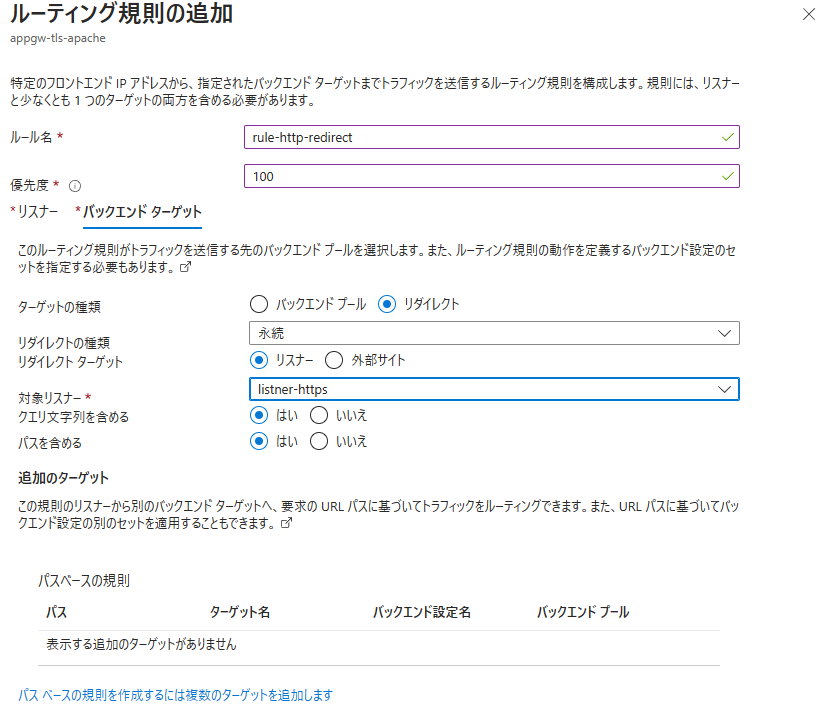 ルーティング規則の追加
appgw-tls-apache
特定のフロントエンド IP アドレスから、指定されたバックエンド ターゲットまでトラフィックを送信するルーティング規則を構成します。規則には、リスナー
と少なくとも 1 つのターゲットの両方を含める必要があります。
ルール名 * rule-http-redirect
優先度 * 100
*リスナー *バックエンド ターゲット
このルーティング規則がトラフィックを送信する先のバックエンド プールを選択します。また、ルーティング規則の動作を定義するバックエンド設定のセ
ットを指定する必要もあります。
ターゲットの種類 バックエンド プール リダイレクト
リダイレクトの種類 永続
リダイレクト ターゲット リスナー 外部サイト
対象リスナー * listner-https
クエリ文字列を含める はい いいえ
パスを含める はい いいえ
追加のターゲット
この規則のリスナーから別のバックエンド ターゲットへ、要求の URL パスに基づいてトラフィックをルーティングできます。また、URL パスに基づいてバッ
クエンド設定の別のセットを適用することもできます。
パスベースの規則
パス ターゲット名 バックエンド設定名 バックエンド プール
表示する追加のターゲットがありません
パス ベースの規則を作成するには複数のターゲットを追加します